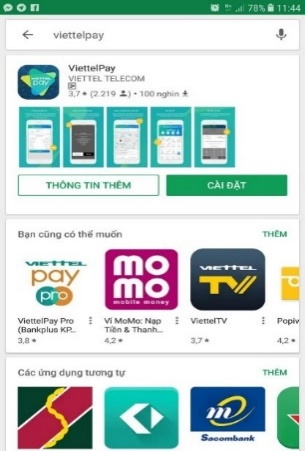 78% 11:44
viettelpay
ViettelPay
VIETTEL TELECOM
3,7★ (2.219) • 100 nghìn
THÔNG TIN THÊM
CÀI ĐẶT
Bạn cũng có thể muốn
THÊM
VIETTEL
pay
pro
mo
mo
mobile money
VIETTEL
TV
ViettelPay Pro (Bankplus KP...
3,8★
Ví MoMo: Nạp Tiền & Thanh...
4,2★
ViettelTV
3,7★
Popiv
4,2★
Các ứng dụng tương tự
THÊM
m
Sacombank